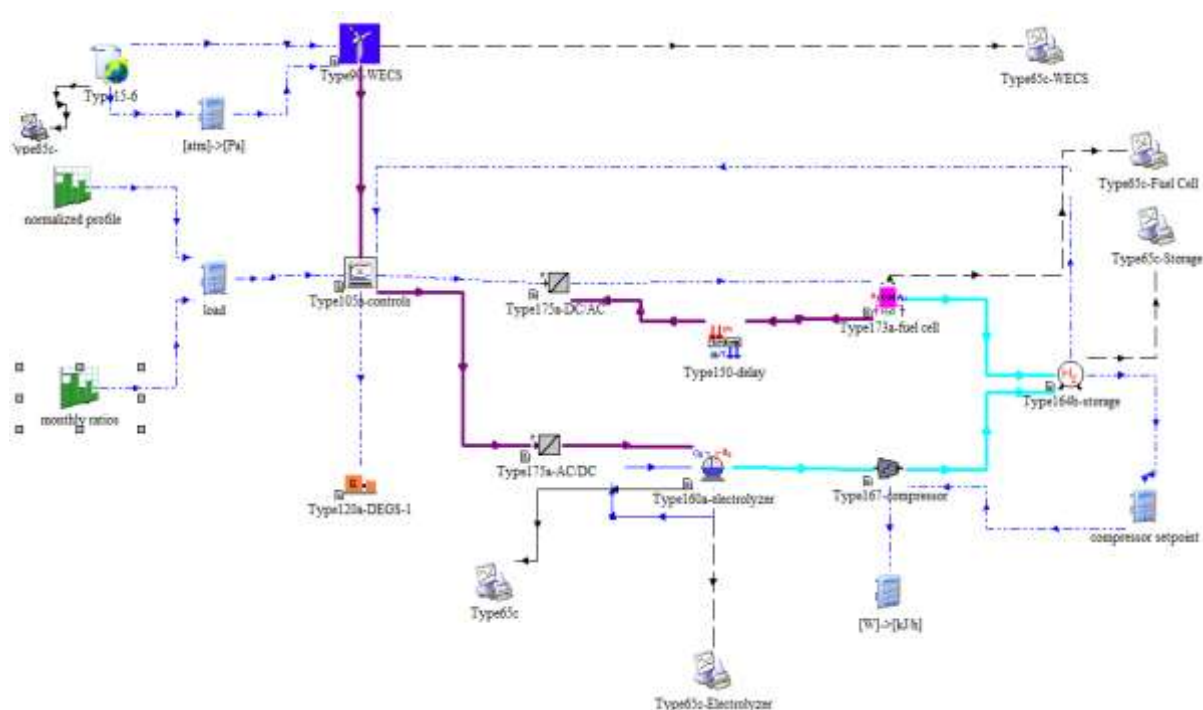 Type90-WECS
Type65c-WECS
Type15-6
Type65c-
[atm]->[Pa]
Type65c-Fuel Cell
normalized profile
Type65c-Storage
Type105a-controls
Type175a-DC/AC
load
Type173a-fuel cell
Type150-delay
H2
Type164b-storage
monthly ratios
Type175a-AC/DC
Type160a-electrolyzer
Type167-compressor
Type120a-DEGS-1
compressor setpoint
Type65c
[W]->[kJ/h]
Type65c-Electrolyzer